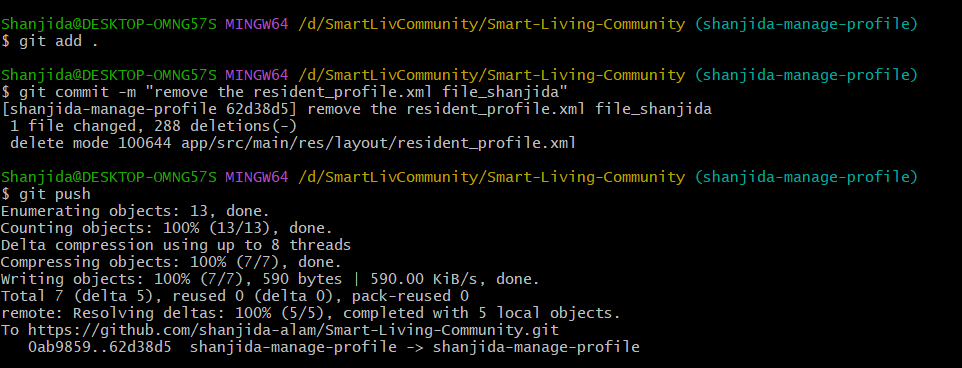 Shanjida@DESKTOP-OMNG57S MINGW64 /d/SmartLivCommunity/Smart-Living-Community (shanjida-manage-profile)
$ git add .
Shanjida@DESKTOP-OMNG57S MINGW64 /d/SmartLivCommunity/Smart-Living-Community (shanjida-manage-profile)
$ git commit -m "remove the resident_profile.xml file_shanjida"
[shanjida-manage-profile 62d38d5] remove the resident_profile.xml file_shanjida
 1 file changed, 288 deletions(-)
 delete mode 100644 app/src/main/res/layout/resident_profile.xml
Shanjida@DESKTOP-OMNG57S MINGW64 /d/SmartLivCommunity/Smart-Living-Community (shanjida-manage-profile)
$ git push
Enumerating objects: 13, done.
Counting objects: 100% (13/13), done.
Delta compression using up to 8 threads
Compressing objects: 100% (7/7), done.
Writing objects: 100% (7/7), 590 bytes | 590.00 KiB/s, done.
Total 7 (delta 5), reused 0 (delta 0), pack-reused 0
remote: Resolving deltas: 100% (5/5), completed with 5 local objects.
To https://github.com/shanjida-alam/Smart-Living-Community.git
   0ab9859..62d38d5  shanjida-manage-profile -> shanjida-manage-profile